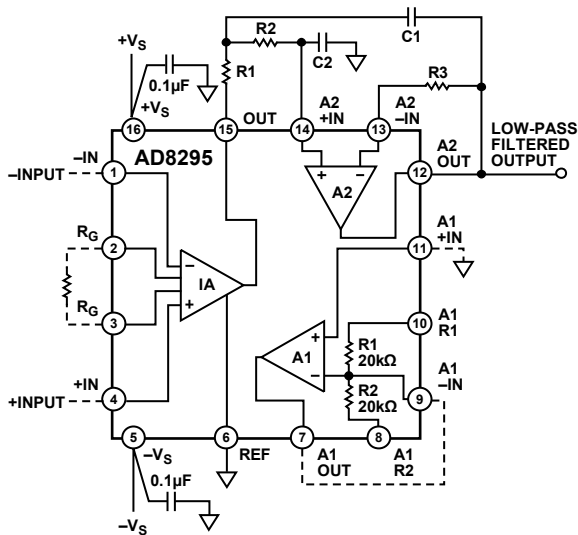 C1
R2
C2
R1
R3
+VS
0.1µF
+VS
OUT
A2
+IN
A2
–IN
16
15
14
13
AD8295
A2
OUT
LOW-PASS
FILTERED
OUTPUT
–IN
–INPUT
1
+
–
A2
12
A1
+IN
11
RG
2
–
IA
+
RG
3
A1
R1
10
+
A1
–
R1
20kΩ
R2
20kΩ
A1
–IN
9
+IN
+INPUT
4
5
6
7
8
–VS
REF
A1
OUT
A1
R2
0.1µF
–VS